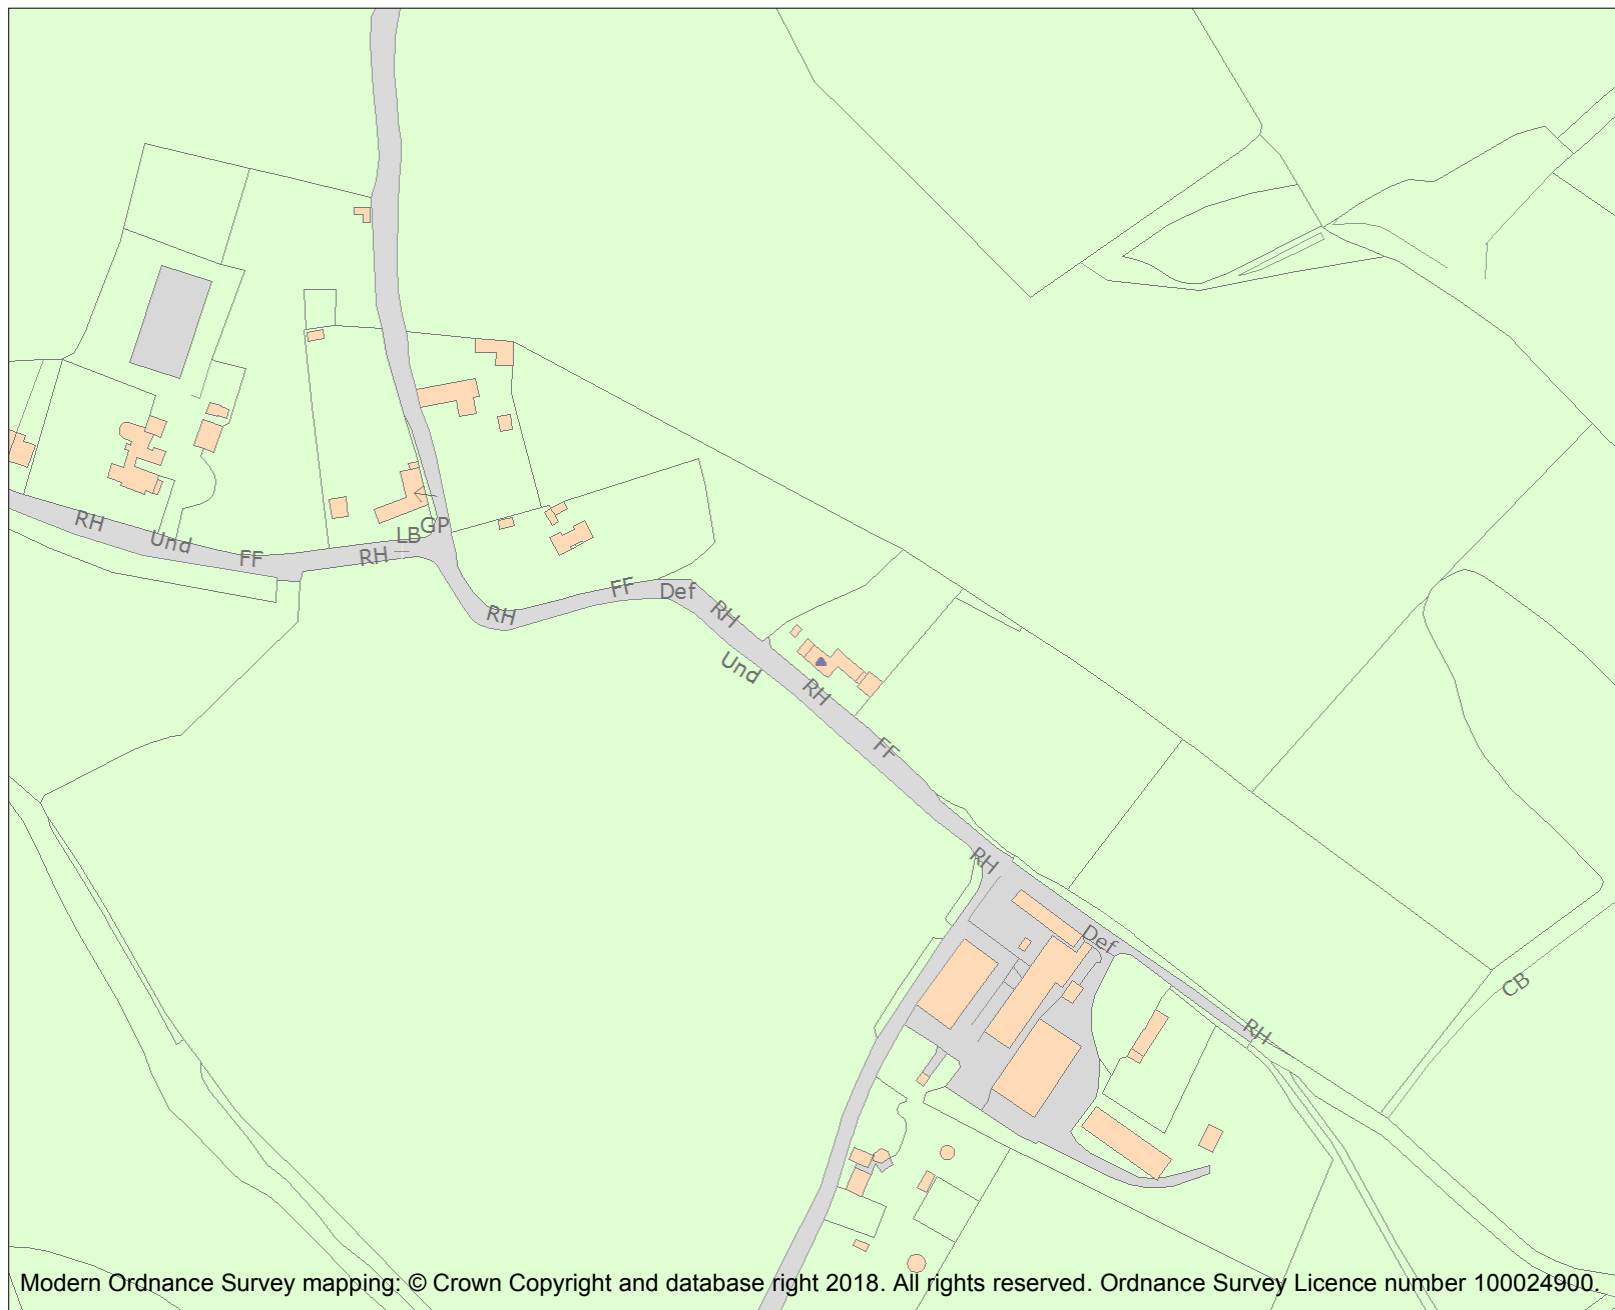 RH
Und
FF
RH
LB
GP
RH
FF
Def
RH
Und
RH
FF
RH
Def
CB
RH
Modern Ordnance Survey mapping: © Crown Copyright and database right 2018. All rights reserved. Ordnance Survey Licence number 100024900.